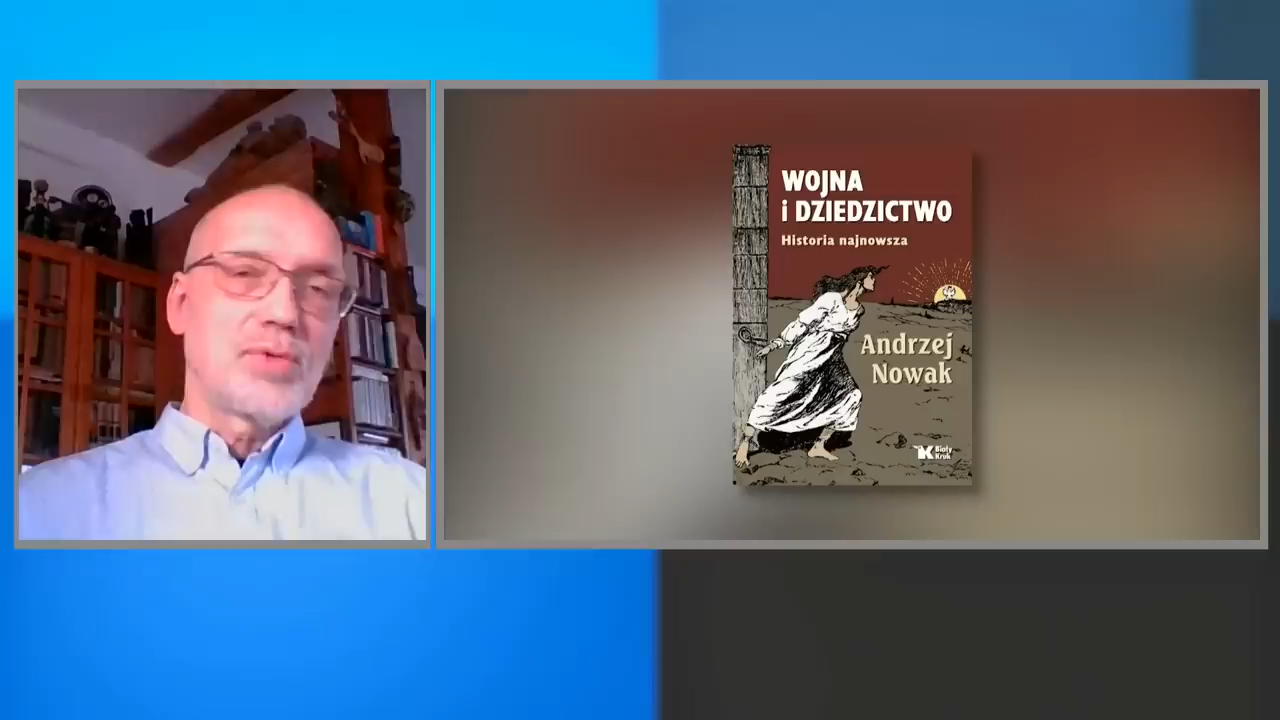 WOJNA
i DZIEDZICTWO
Historia najnowsza
Andrzej
Nowak
Biały
Kruk